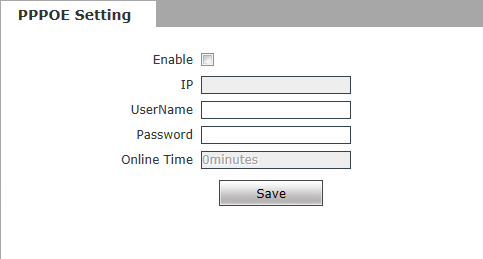 PPPOE Setting
Enable
IP
UserName
Password
Online Time 0minutes
Save